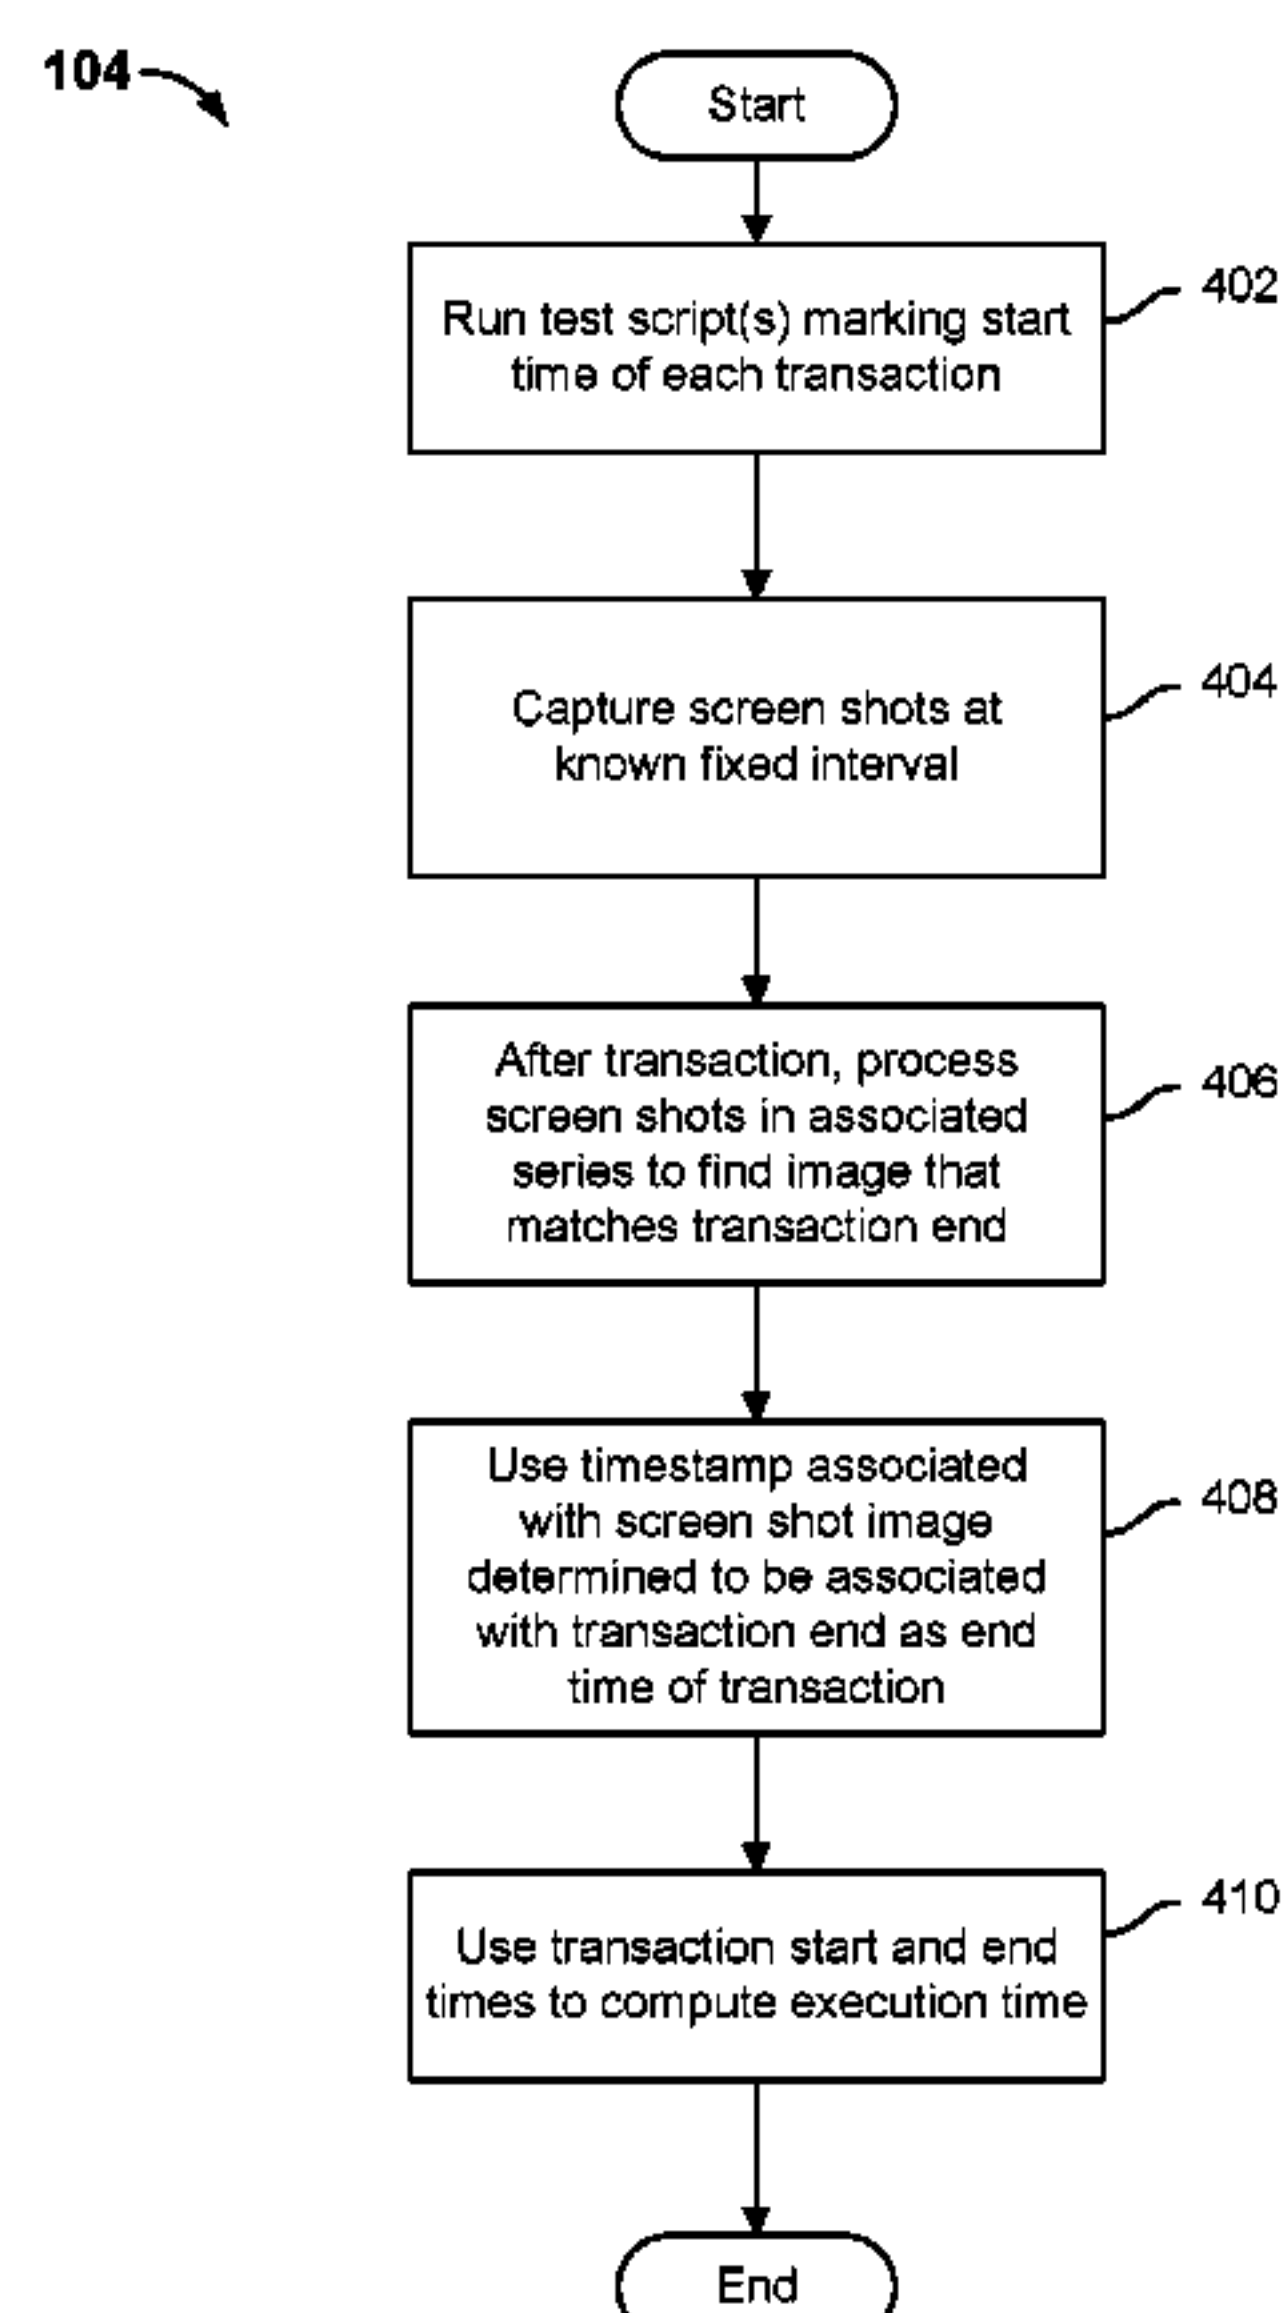 104
Start
Run test script(s) marking start
time of each transaction
402
Capture screen shots at
known fixed interval
404
After transaction, process
screen shots in associated
series to find image that
matches transaction end
406
Use timestamp associated
with screen shot image
determined to be associated
with transaction end as end
time of transaction
408
Use transaction start and end
times to compute execution time
410
End